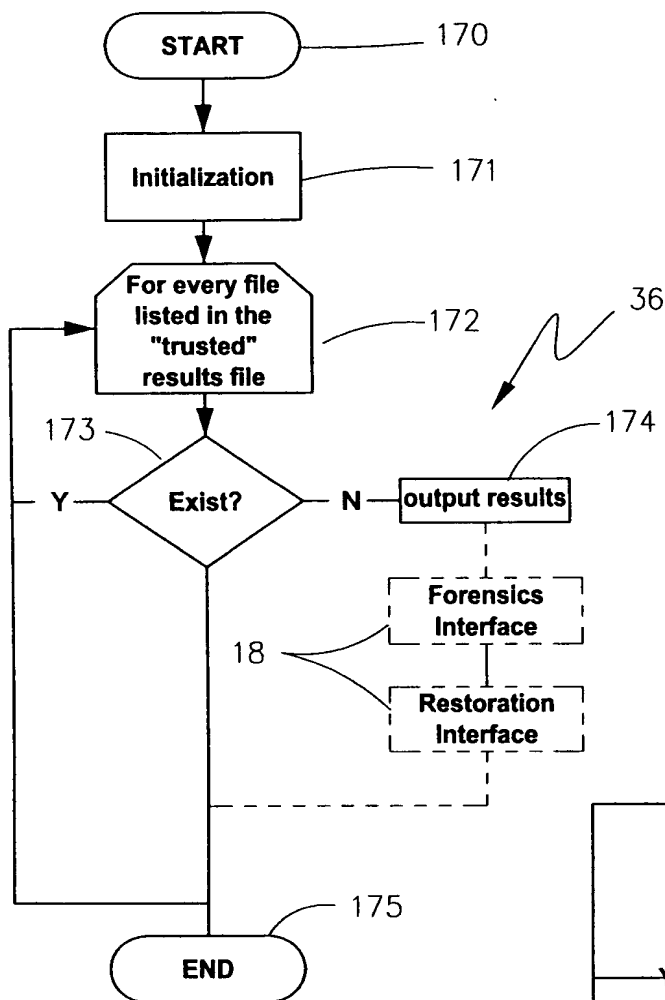 START
170
Initialization
171
For every file
listed in the
"trusted"
results file
172
36
173
174
Y
Exist?
N
output results
Forensics
Interface
18
Restoration
Interface
175
END